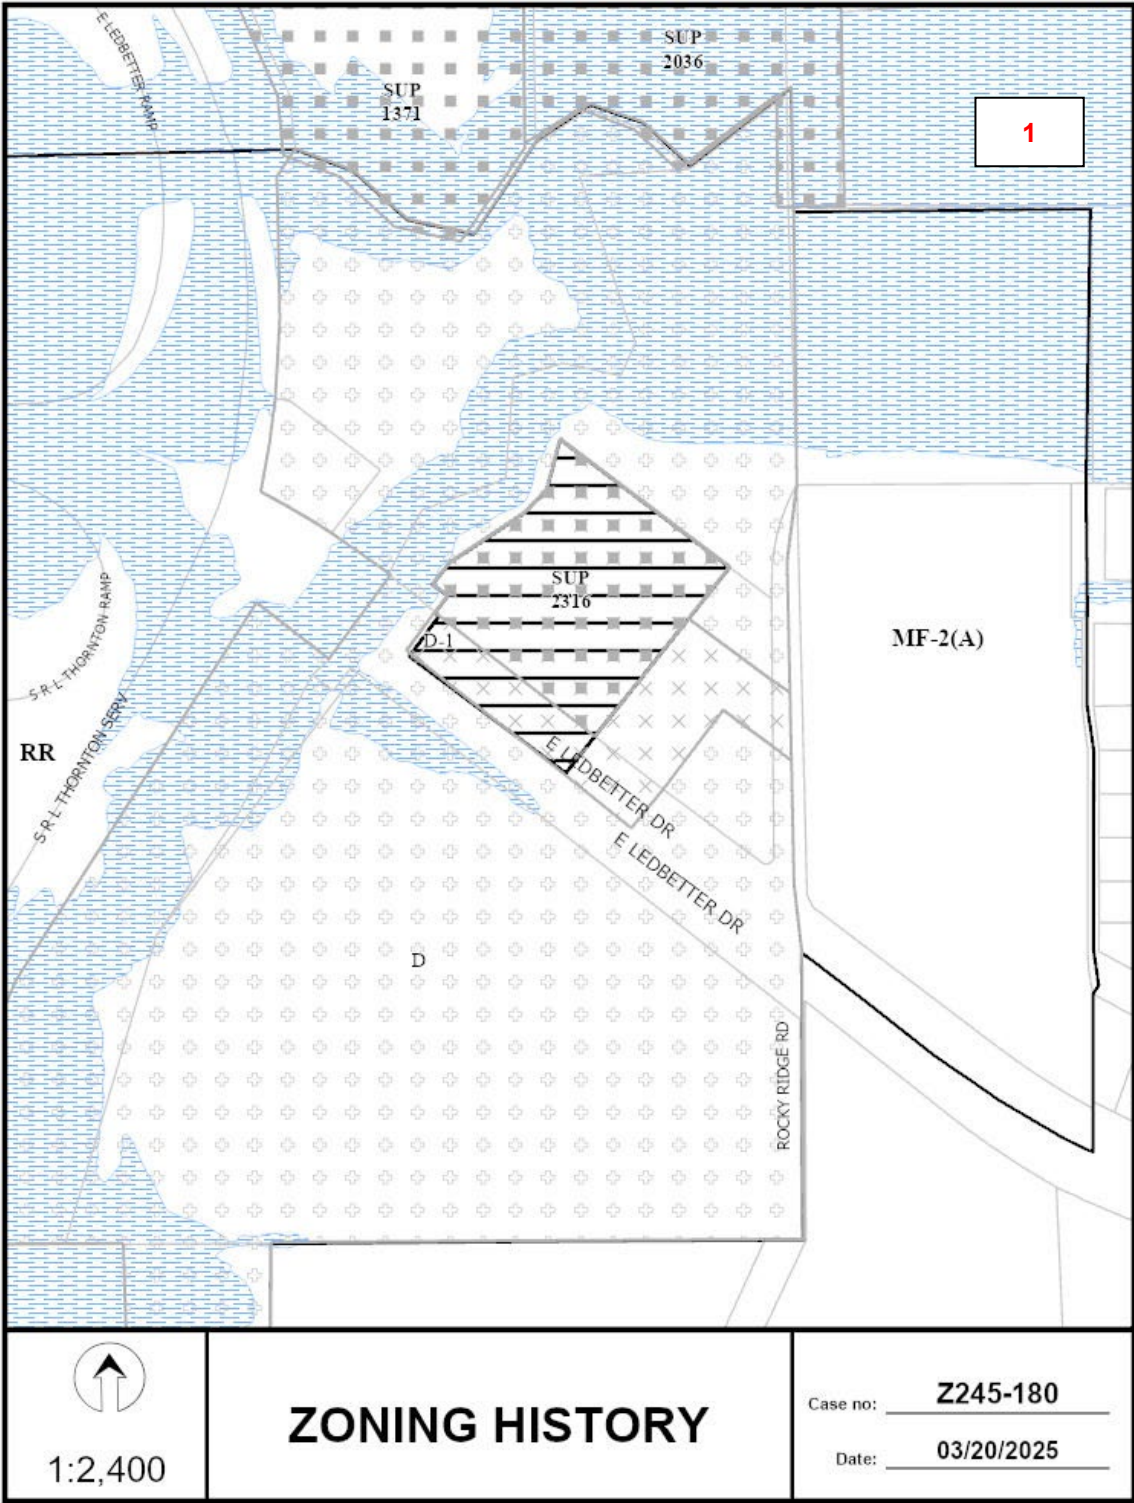 E LEDBETTER RAMP
SUP
2036
SUP
1371
1
SUP
2316
D-1
MF-2(A)
S R L THORNTON RAMP
S R L THORNTON SERV
RR
E LEDBETTER DR
E LEDBETTER DR
D
ROCKY RIDGE RD
1:2,400
ZONING HISTORY
Case no: Z245-180
Date: 03/20/2025